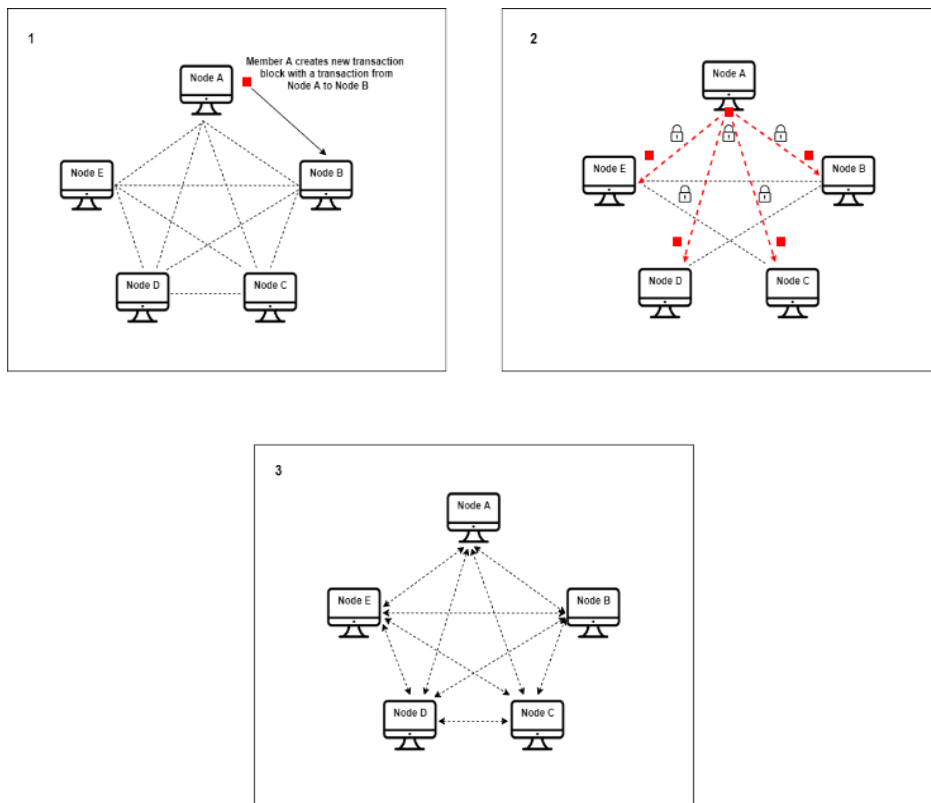 1
Member A creates new transaction
block with a transaction from
Node A to Node B
Node A
Node E
Node B
Node D
Node C
2
Node A
Node E
Node B
Node D
Node C
3
Node A
Node E
Node B
Node D
Node C